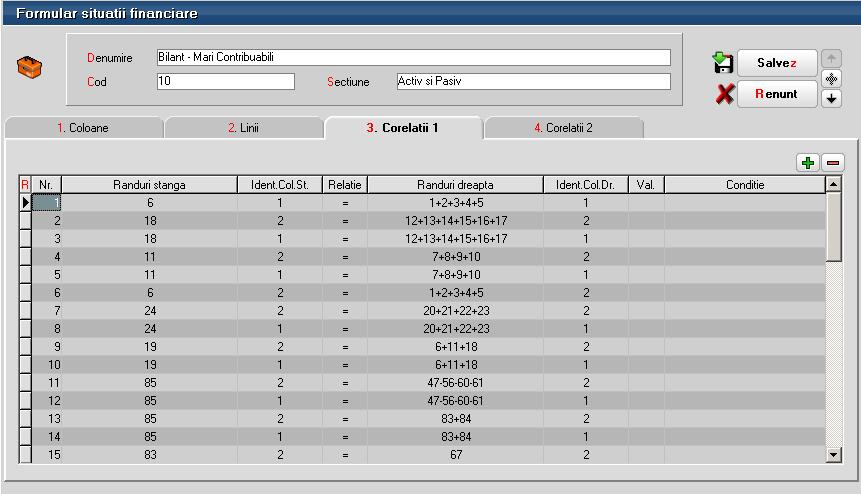 Formular situatii financiare
Denumire Bilant - Mari Contribuabili
Cod 10 Sectiune Activ si Pasiv
Salvez
Renunt
1. Coloane 2. Linii 3. Corelatii 1 4. Corelatii 2
R Nr. Randuri stanga Ident.Col.St. Relatie Randuri dreapta Ident.Col.Dr. Val. Conditie
1 6 1 = 1+2+3+4+5 1
2 18 2 = 12+13+14+15+16+17 2
3 18 1 = 12+13+14+15+16+17 1
4 11 2 = 7+8+9+10 2
5 11 1 = 7+8+9+10 1
6 6 2 = 1+2+3+4+5 2
7 24 2 = 20+21+22+23 2
8 24 1 = 20+21+22+23 1
9 19 2 = 6+11+18 2
10 19 1 = 6+11+18 1
11 85 2 = 47-56-60-61 2
12 85 1 = 47-56-60-61 1
13 85 2 = 83+84 2
14 85 1 = 83+84 1
15 83 2 = 67 2